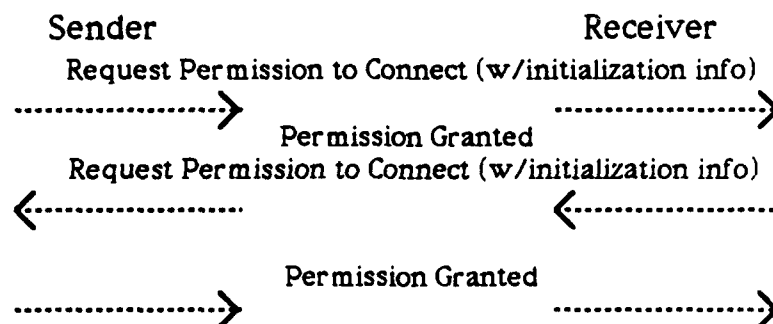 Sender Receiver
Request Permission to Connect (w/initialization info)
Permission Granted
Request Permission to Connect (w/initialization info)
Permission Granted